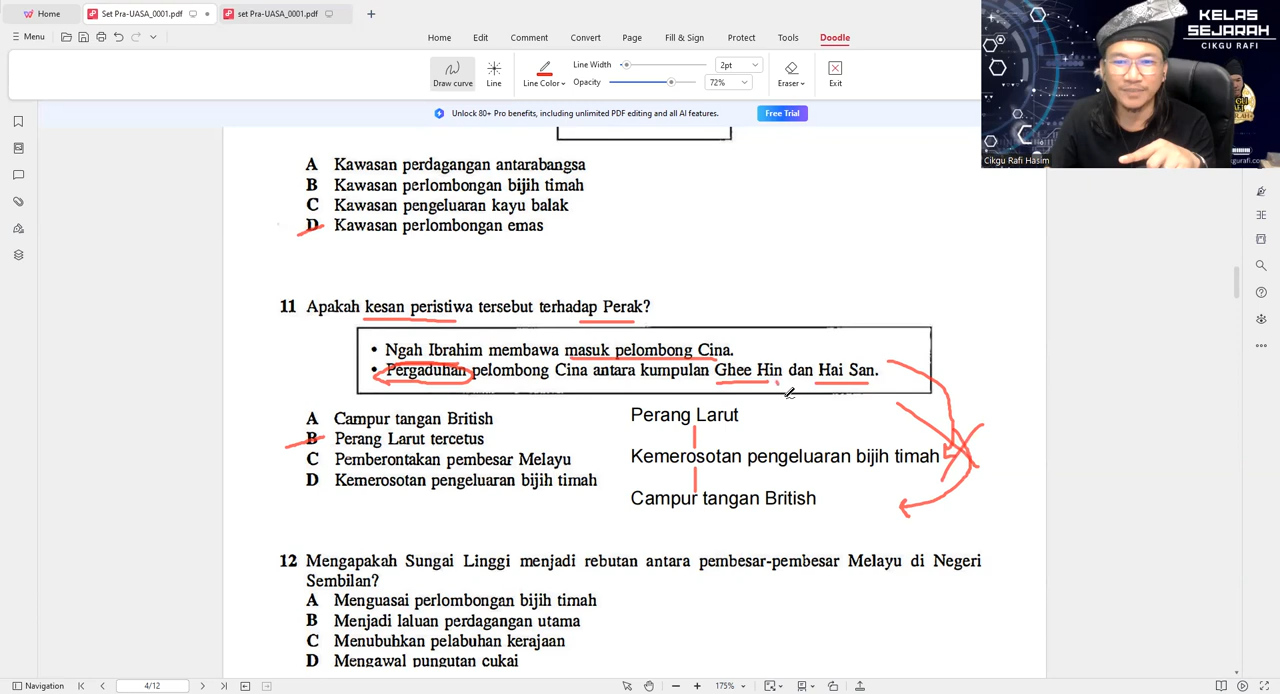 Home
Set Pra-UASA_0001.pdf
set Pra-UASA_0001.pdf
Menu
Home Edit Comment Convert Page Fill & Sign Protect Tools Doodle
Draw curve
Line
Line Color
Line Width
2pt
Opacity
72%
Eraser
Exit
Unlock 80+ Pro benefits, including unlimited PDF editing and all AI features.
Free Trial
KELAS
SEJARAH
CIKGU RAFI
Cikgu Rafi Hasim
A Kawasan perdagangan antarabangsa
B Kawasan perlombongan bijih timah
C Kawasan pengeluaran kayu balak
D Kawasan perlombongan emas
11 Apakah kesan peristiwa tersebut terhadap Perak?
• Ngah Ibrahim membawa masuk pelombong Cina.
• Pergaduhan pelombong Cina antara kumpulan Ghee Hin dan Hai San.
A Campur tangan British
B Perang Larut tercetus
C Pemberontakan pembesar Melayu
D Kemerosotan pengeluaran bijih timah
Perang Larut
Kemerosotan pengeluaran bijih timah
Campur tangan British
12 Mengapakah Sungai Linggi menjadi rebutan antara pembesar-pembesar Melayu di Negeri
Sembilan?
A Menguasai perlombongan bijih timah
B Menjadi laluan perdagangan utama
C Menubuhkan pelabuhan kerajaan
D Mengawal pungutan cukai
Navigation
4/12
175%